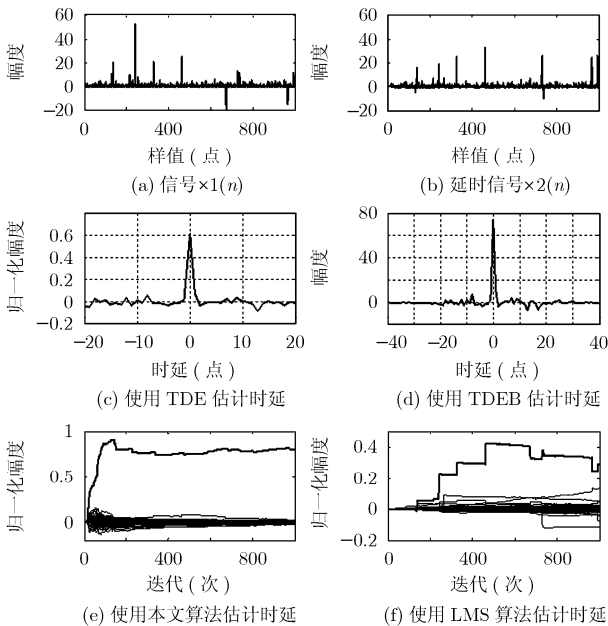 60
40
20
0
−20
幅度
0
400
800
样值 ( 点 )
(a) 信号×1(n)
60
40
20
0
−20
幅度
0
400
800
样值 ( 点 )
(b) 延时信号×2(n)
0.6
0.4
0.2
0
−0.2
归一化幅度
−20
−10
0
10
20
时延 ( 点 )
(c) 使用 TDE 估计时延
80
40
0
幅度
−40
−20
0
20
40
时延 ( 点 )
(d) 使用 TDEB 估计时延
1
0.5
0
归一化幅度
0
400
800
迭代 ( 次 )
(e) 使用本文算法估计时延
0.4
0.2
0
−0.2
归一化幅度
0
400
800
迭代 ( 次 )
(f) 使用 LMS 算法估计时延